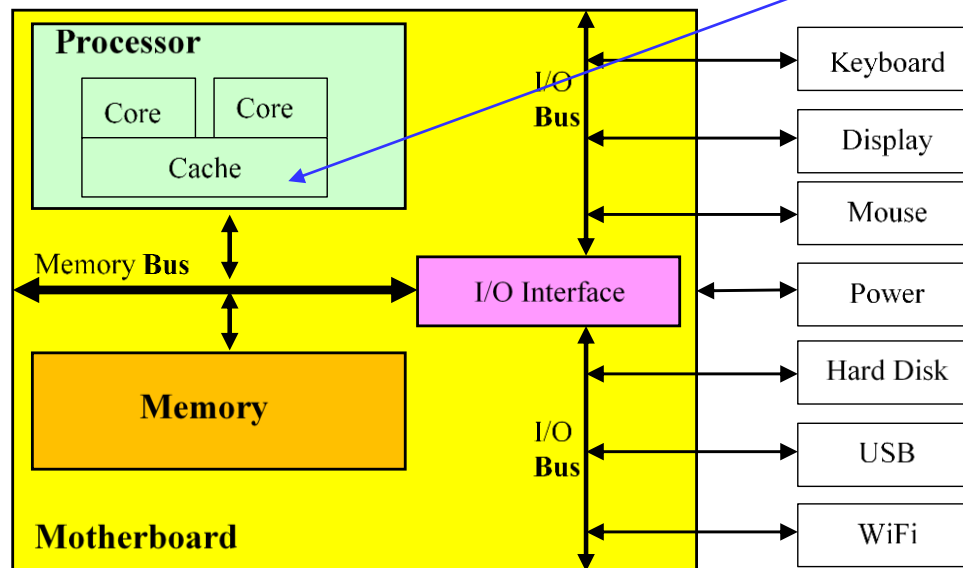 Processor
Core
Core
Cache
Memory Bus
Memory
Motherboard
I/O
Bus
I/O Interface
I/O
Bus
Keyboard
Display
Mouse
Power
Hard Disk
USB
WiFi